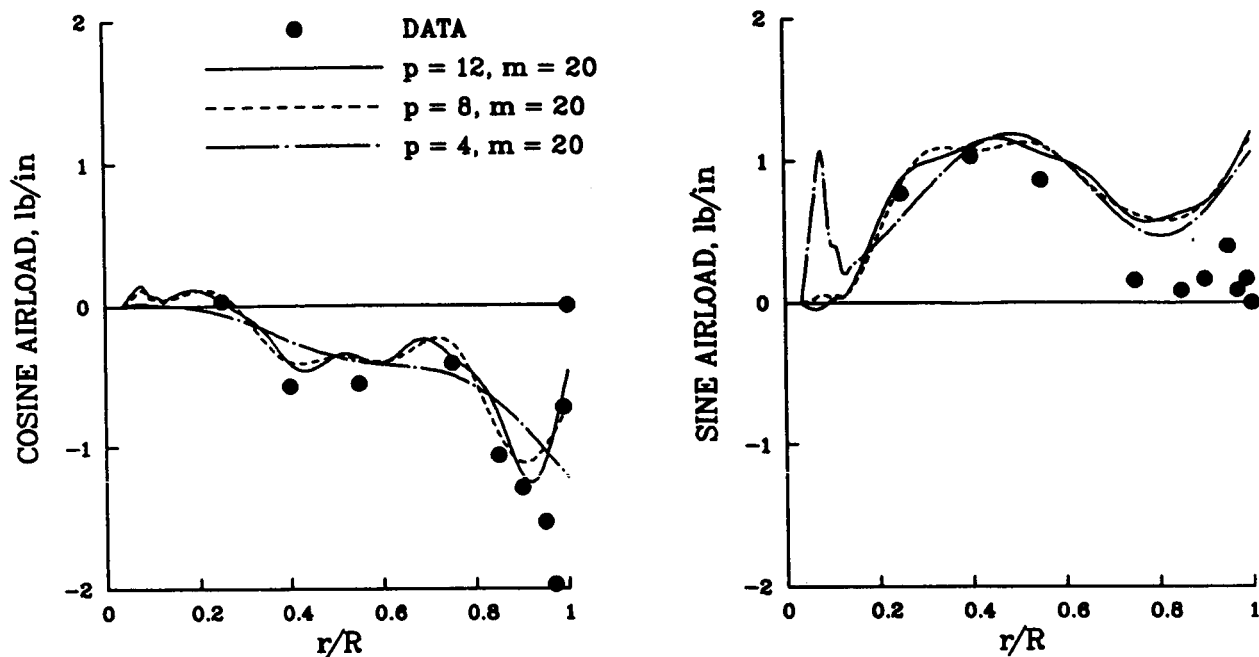 DATA
p = 12, m = 20
p = 8, m = 20
p = 4, m = 20
COSINE AIRLOAD, lb/in
2
1
0
-1
-2
0
0.2
0.4
0.6
0.8
1
r/R
SINE AIRLOAD, lb/in
2
1
0
-1
-2
0
0.2
0.4
0.6
0.8
1
r/R